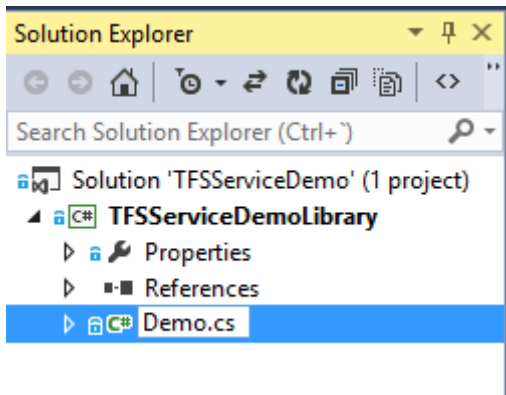 Solution Explorer
Search Solution Explorer (Ctrl+`)
Solution 'TFSServiceDemo' (1 project)
C# TFSServiceDemoLibrary
Properties
References
C# Demo.cs